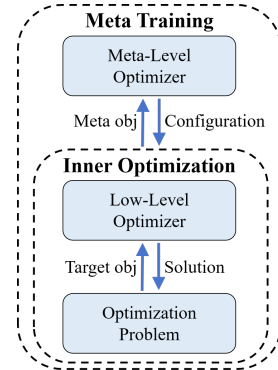 Meta Training
Meta-Level
Optimizer
Meta obj
Configuration
Inner Optimization
Low-Level
Optimizer
Target obj
Solution
Optimization
Problem